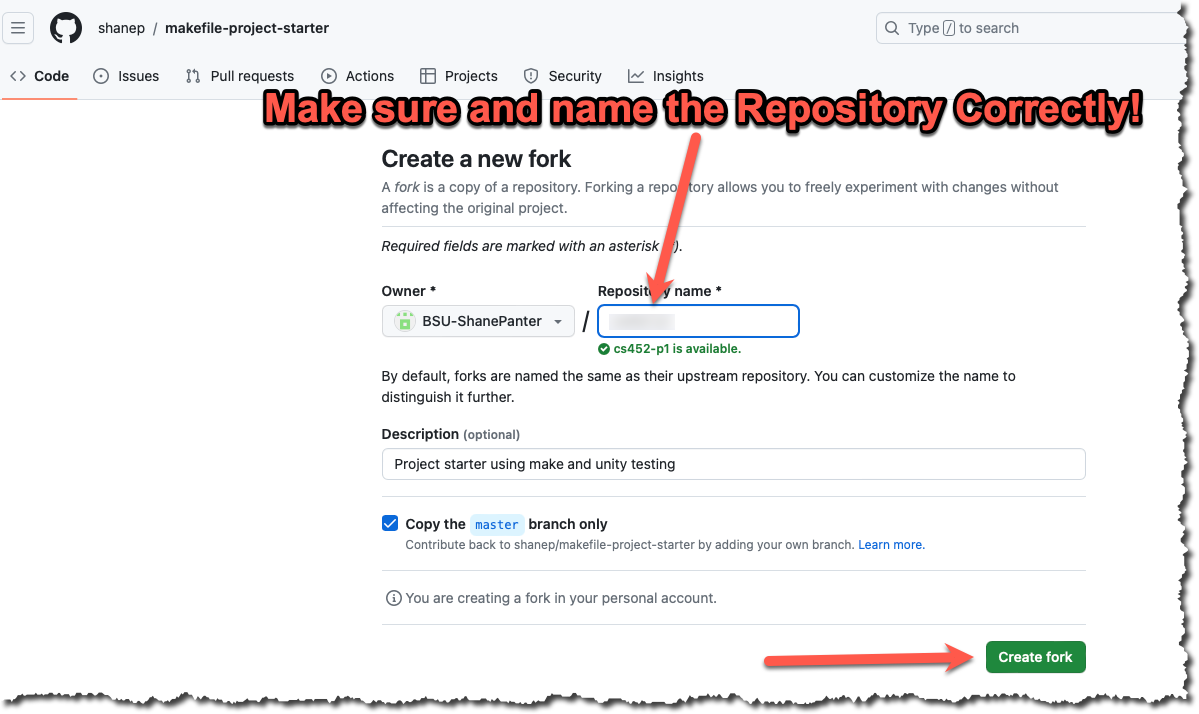 shanep / makefile-project-starter
Type / to search
Code Issues Pull requests Actions Projects Security Insights
Make sure and name the Repository Correctly!
Create a new fork
A fork is a copy of a repository. Forking a repository allows you to freely experiment with changes without
affecting the original project.
Required fields are marked with an asterisk (*).
Owner * Repository name *
BSU-ShanePanter /
cs452-p1 is available.
By default, forks are named the same as their upstream repository. You can customize the name to
distinguish it further.
Description (optional)
Project starter using make and unity testing
Copy the master branch only
Contribute back to shanep/makefile-project-starter by adding your own branch. Learn more.
You are creating a fork in your personal account.
Create fork